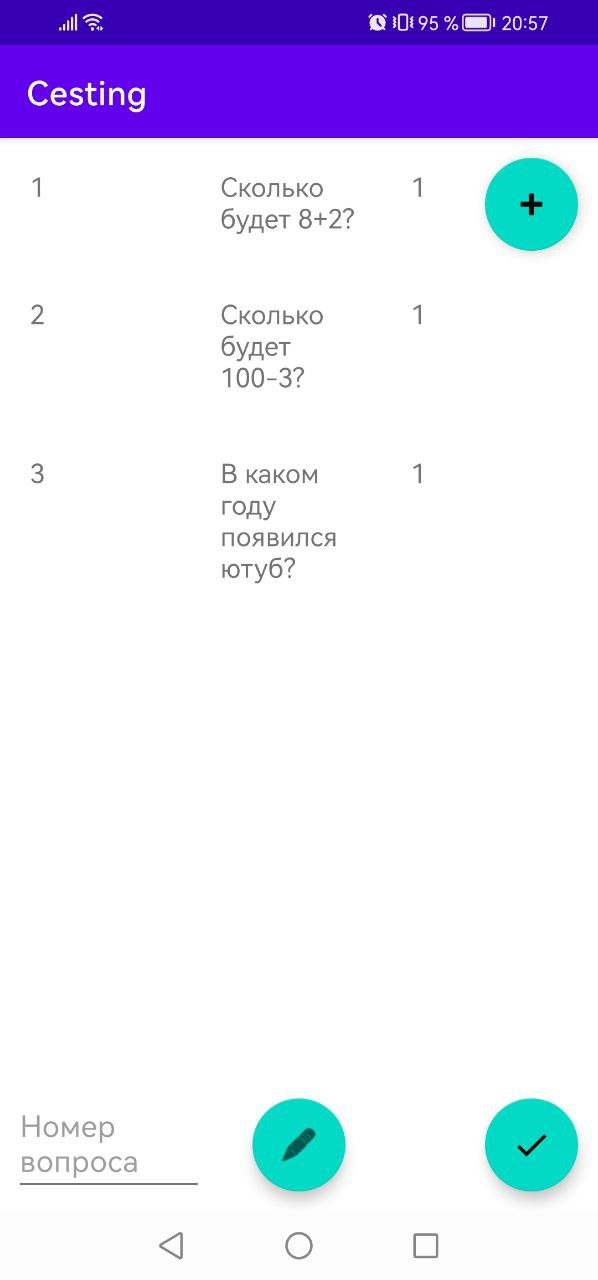 95 % 20:57
Cesting
1 Сколько 1
будет 8+2?
2 Сколько 1
будет
100-3?
3 В каком 1
году
появился
ютуб?
Номер
вопроса